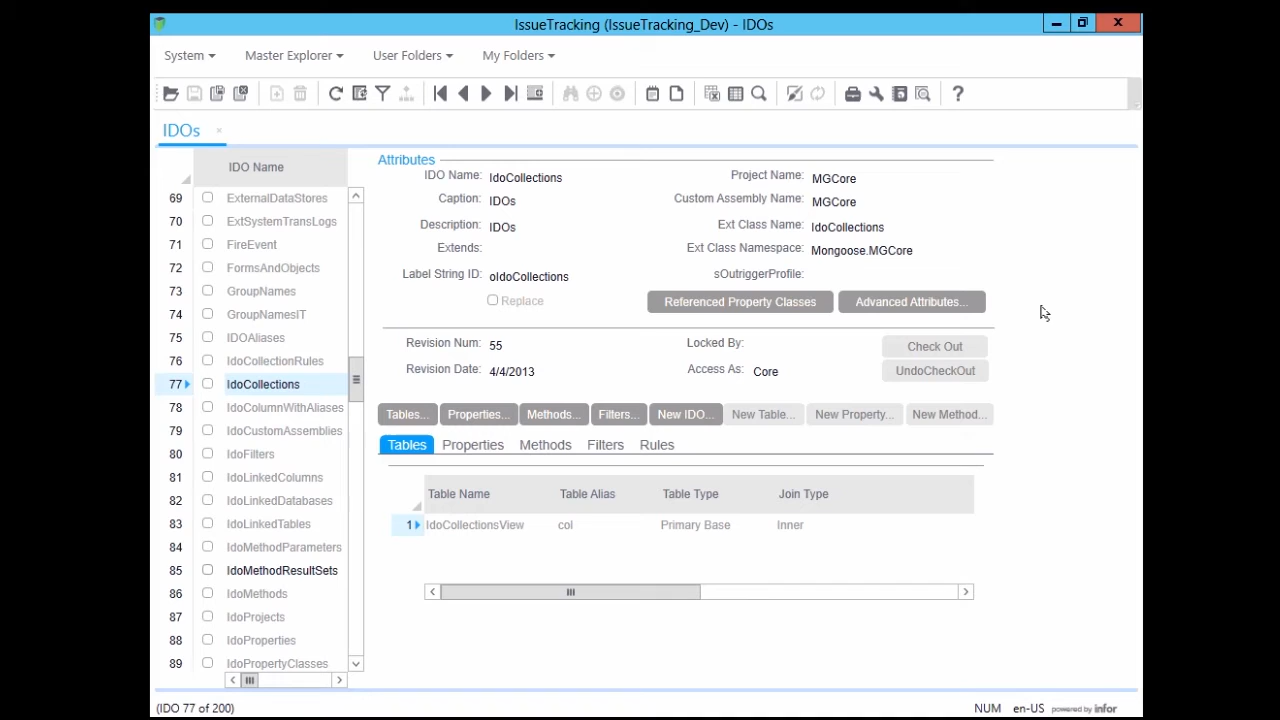 IssueTracking (IssueTracking_Dev) - IDOs
System Master Explorer User Folders My Folders
IDOs
IDO Name
69 ExternalDataStores
70 ExtSystemTransLogs
71 FireEvent
72 FormsAndObjects
73 GroupNames
74 GroupNamesIT
75 IDOAliases
76 IdoCollectionRules
77 IdoCollections
78 IdoColumnWithAliases
79 IdoCustomAssemblies
80 IdoFilters
81 IdoLinkedColumns
82 IdoLinkedDatabases
83 IdoLinkedTables
84 IdoMethodParameters
85 IdoMethodResultSets
86 IdoMethods
87 IdoProjects
88 IdoProperties
89 IdoPropertyClasses
Attributes
IDO Name: IdoCollections Project Name: MGCore
Caption: IDOs Custom Assembly Name: MGCore
Description: IDOs Ext Class Name: IdoCollections
Extends: Ext Class Namespace: Mongoose.MGCore
Label String ID: oIdoCollections sOutriggerProfile:
Replace Referenced Property Classes Advanced Attributes...
Revision Num: 55 Locked By: Check Out
Revision Date: 4/4/2013 Access As: Core UndoCheckOut
Tables... Properties... Methods... Filters... New IDO... New Table... New Property... New Method...
Tables Properties Methods Filters Rules
Table Name Table Alias Table Type Join Type
1 IdoCollectionsView col Primary Base Inner
(IDO 77 of 200) NUM en-US powered by infor